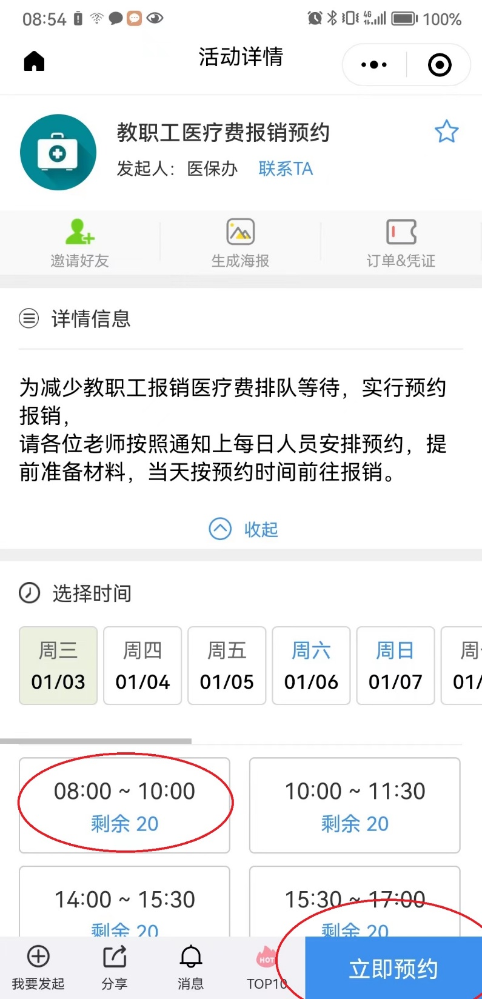 08:54
4G
100%
活动详情
教职工医疗费报销预约
发起人：医保办 联系TA
邀请好友
生成海报
订单&凭证
详情信息
为减少教职工报销医疗费排队等待，实行预约
报销，
请各位老师按照通知上每日人员安排预约，提
前准备材料，当天按预约时间前往报销。
收起
选择时间
周三 周四 周五 周六 周日 周
01/03 01/04 01/05 01/06 01/07 01/
08:00 ~ 10:00 10:00 ~ 11:30
剩余 20 剩余 20
14:00 ~ 15:30 15:30 ~ 17:00
剩余 20 剩余 20
HOT
我要发起 分享 消息 TOP10 立即预约